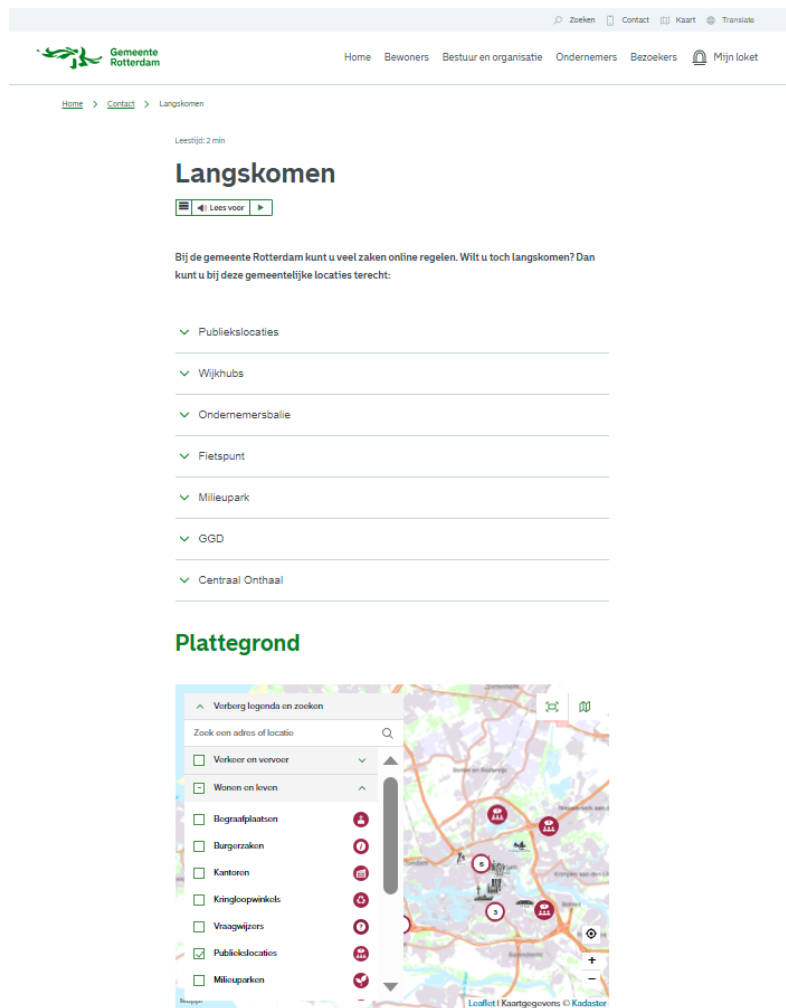 Zoeken Contact Kaart Translate
Gemeente
Rotterdam
Home Bewoners Bestuur en organisatie Ondernemers Bezoekers Mijn loket
Home > Contact > Langskomen
Leestijd: 2 min
Langskomen
Lees voor
Bij de gemeente Rotterdam kunt u veel zaken online regelen. Wilt u toch langskomen? Dan
kunt u bij deze gemeentelijke locaties terecht:
Publiekslocaties
Wijkhubs
Ondernemersbalie
Fietspunt
Milieupark
GGD
Centraal Onthaal
Plattegrond
Verberg legenda en zoeken
Zoek een adres of locatie
Verkeer en vervoer
Wonen en leven
Begraafplaatsen
Burgerzaken
Kantoren
Kringloopwinkels
Vraagwijzers
Publiekslocaties
Milieuparken
6
3
Barendrecht
+
−
Leaflet | Kaartgegevens © Kadaster